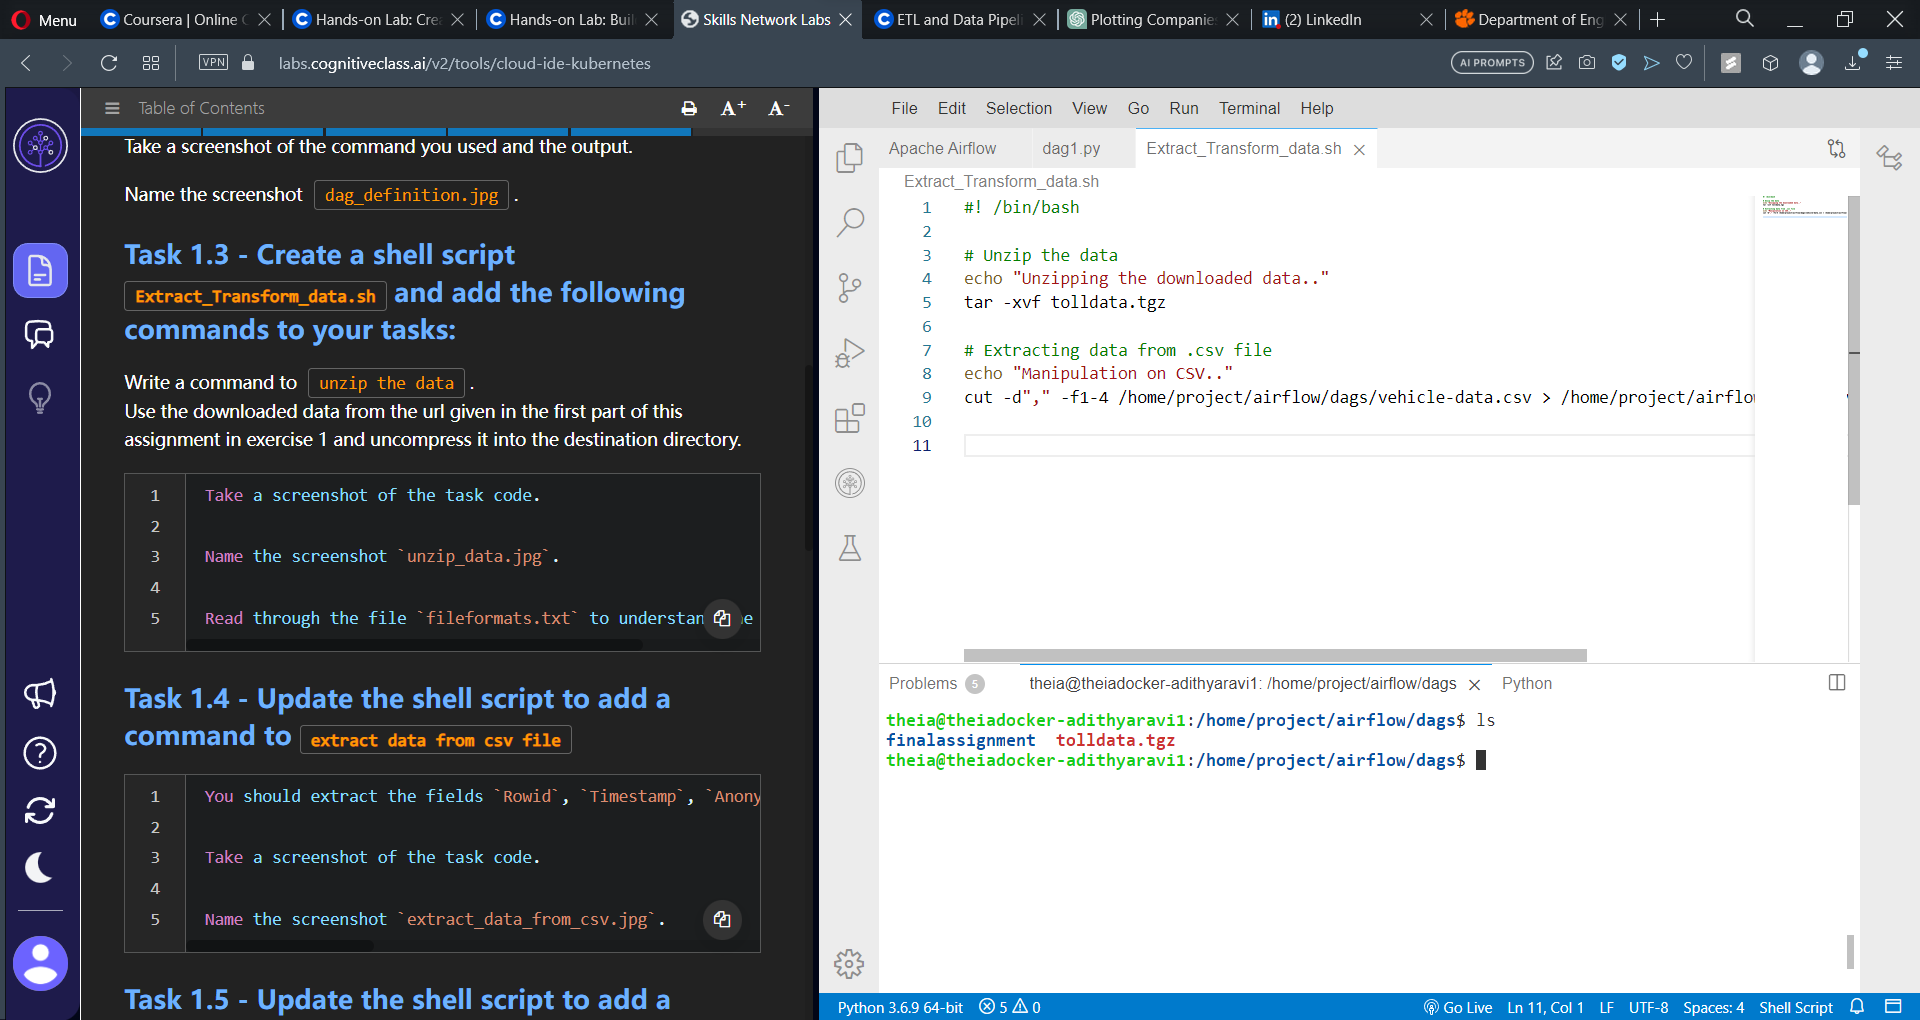 Menu
Coursera | Online C
Hands-on Lab: Crea
Hands-on Lab: Buil
Skills Network Labs
ETL and Data Pipeli
Plotting Companies
(2) LinkedIn
Department of Eng
VPN
labs.cognitiveclass.ai/v2/tools/cloud-ide-kubernetes
AI PROMPTS
Table of Contents
A+ A-
Take a screenshot of the command you used and the output.
Name the screenshot dag_definition.jpg .
Task 1.3 - Create a shell script
Extract_Transform_data.sh and add the following
commands to your tasks:
Write a command to unzip the data .
Use the downloaded data from the url given in the first part of this
assignment in exercise 1 and uncompress it into the destination directory.
1 Take a screenshot of the task code.
2
3 Name the screenshot `unzip_data.jpg`.
4
5 Read through the file `fileformats.txt` to understan e
Task 1.4 - Update the shell script to add a
command to extract data from csv file
1 You should extract the fields `Rowid`, `Timestamp`, `Anony
2
3 Take a screenshot of the task code.
4
5 Name the screenshot `extract_data_from_csv.jpg`.
Task 1.5 - Update the shell script to add a
File Edit Selection View Go Run Terminal Help
Apache Airflow
dag1.py
Extract_Transform_data.sh
Extract_Transform_data.sh
1 #! /bin/bash
2
3 # Unzip the data
4 echo "Unzipping the downloaded data.."
5 tar -xvf tolldata.tgz
6
7 # Extracting data from .csv file
8 echo "Manipulation on CSV.."
9 cut -d"," -f1-4 /home/project/airflow/dags/vehicle-data.csv > /home/project/airflo
10
11
Problems 5
theia@theiadocker-adithyaravi1: /home/project/airflow/dags
Python
theia@theiadocker-adithyaravi1:/home/project/airflow/dags$ ls
finalassignment tolldata.tgz
theia@theiadocker-adithyaravi1:/home/project/airflow/dags$
Python 3.6.9 64-bit
5 0
Go Live
Ln 11, Col 1
LF
UTF-8
Spaces: 4
Shell Script